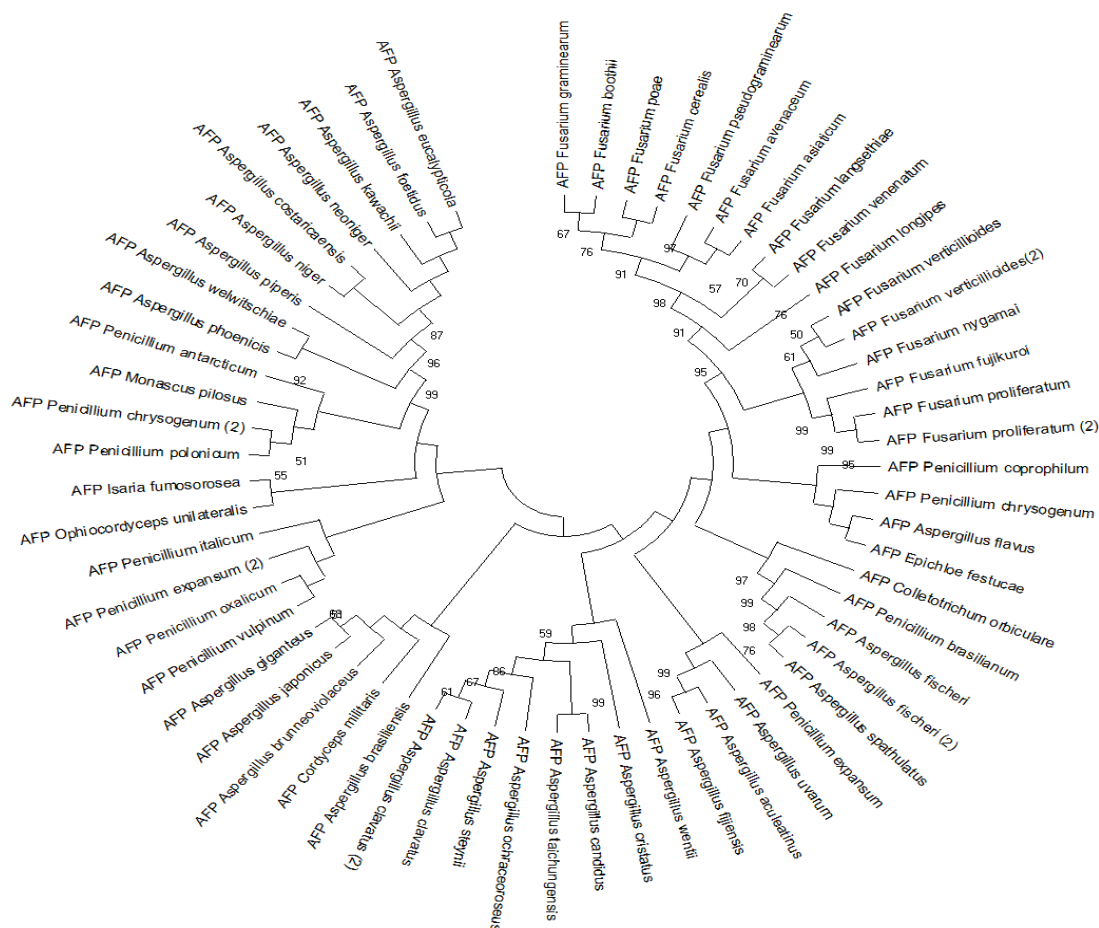 AFP Fusarium graminearum
AFP Fusarium boothii
AFP Fusarium poae
AFP Fusarium cerealis
AFP Fusarium pseudograminearum
AFP Fusarium avenaceum
AFP Fusarium asiaticum
AFP Fusarium langsethiae
AFP Fusarium venenatum
AFP Fusarium longipes
AFP Fusarium verticillioides
AFP Fusarium verticillioides(2)
AFP Fusarium nygamai
AFP Fusarium fujikuroi
AFP Fusarium proliferatum
AFP Fusarium proliferatum (2)
AFP Penicillium coprophilum
AFP Penicillium chrysogenum
AFP Aspergillus flavus
AFP Epichloe festucae
AFP Colletotrichum orbiculare
AFP Penicillium brasilianum
AFP Aspergillus fischeri
AFP Aspergillus fischeri (2)
AFP Aspergillus spathulatus
AFP Penicillium expansum
AFP Aspergillus uvarum
AFP Aspergillus aculeatinus
AFP Aspergillus fijiensis
AFP Aspergillus wentii
AFP Aspergillus cristatus
AFP Aspergillus candidus
AFP Aspergillus taichungensis
AFP Aspergillus ochraceoroseus
AFP Aspergillus steynii
AFP Aspergillus clavatus
AFP Aspergillus clavatus (2)
AFP Aspergillus brasiliensis
AFP Cordyceps militaris
AFP Aspergillus brunneoviolaceus
AFP Aspergillus japonicus
AFP Aspergillus giganteus
AFP Penicillium vulpinum
AFP Penicillium oxalicum
AFP Penicillium expansum (2)
AFP Penicillium italicum
AFP Ophiocordyceps unilateralis
AFP Isaria fumosorosea
AFP Penicillium polonicum
AFP Penicillium chrysogenum (2)
AFP Monascus pilosus
AFP Penicillium antarcticum
AFP Aspergillus phoenicis
AFP Aspergillus welwitschiae
AFP Aspergillus piperis
AFP Aspergillus niger
AFP Aspergillus costaricaensis
AFP Aspergillus neoniger
AFP Aspergillus kawachii
AFP Aspergillus foetidus
AFP Aspergillus eucalypticola
67
76
97
91
57
70
98
76
91
50
61
95
99
99
95
97
99
98
76
99
96
99
59
86
67
61
55
51
92
99
96
87